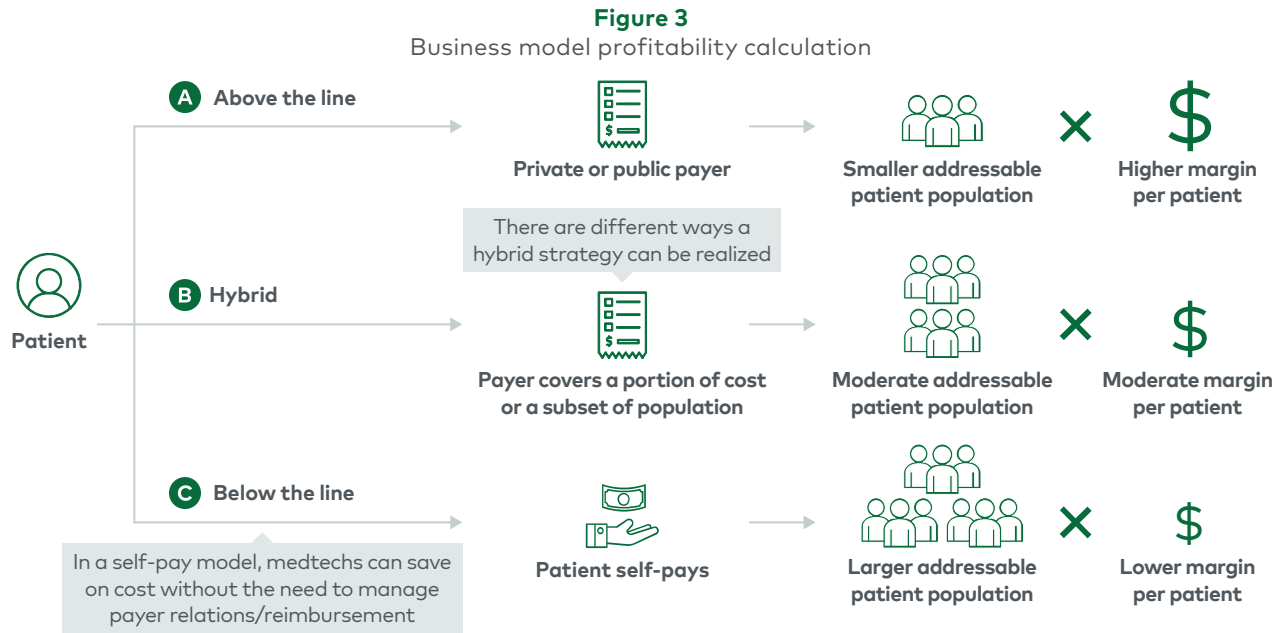 Figure 3
Business model profitability calculation
A Above the line
Private or public payer
Smaller addressable
patient population
Higher margin
per patient
There are different ways a
hybrid strategy can be realized
Patient
B Hybrid
Payer covers a portion of cost
or a subset of population
Moderate addressable
patient population
Moderate margin
per patient
C Below the line
In a self-pay model, medtechs can save
on cost without the need to manage
payer relations/reimbursement
Patient self-pays
Larger addressable
patient population
Lower margin
per patient